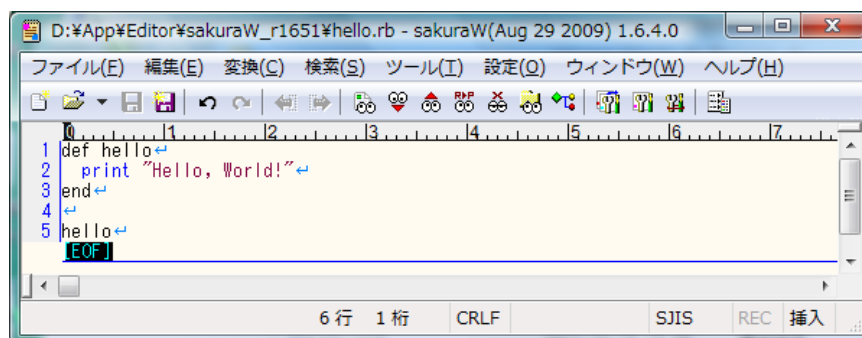 D:¥App¥Editor¥sakuraW_r1651¥hello.rb - sakuraW(Aug 29 2009) 1.6.4.0
ファイル(F) 編集(E) 変換(C) 検索(S) ツール(T) 設定(O) ウィンドウ(W) ヘルプ(H)
0 1 2 3 4 5 6 7
1 def hello↵
2 print "Hello, World!"↵
3 end↵
4 ↵
5 hello↵
[EOF]
6 行 1 桁 CRLF SJIS REC 挿入